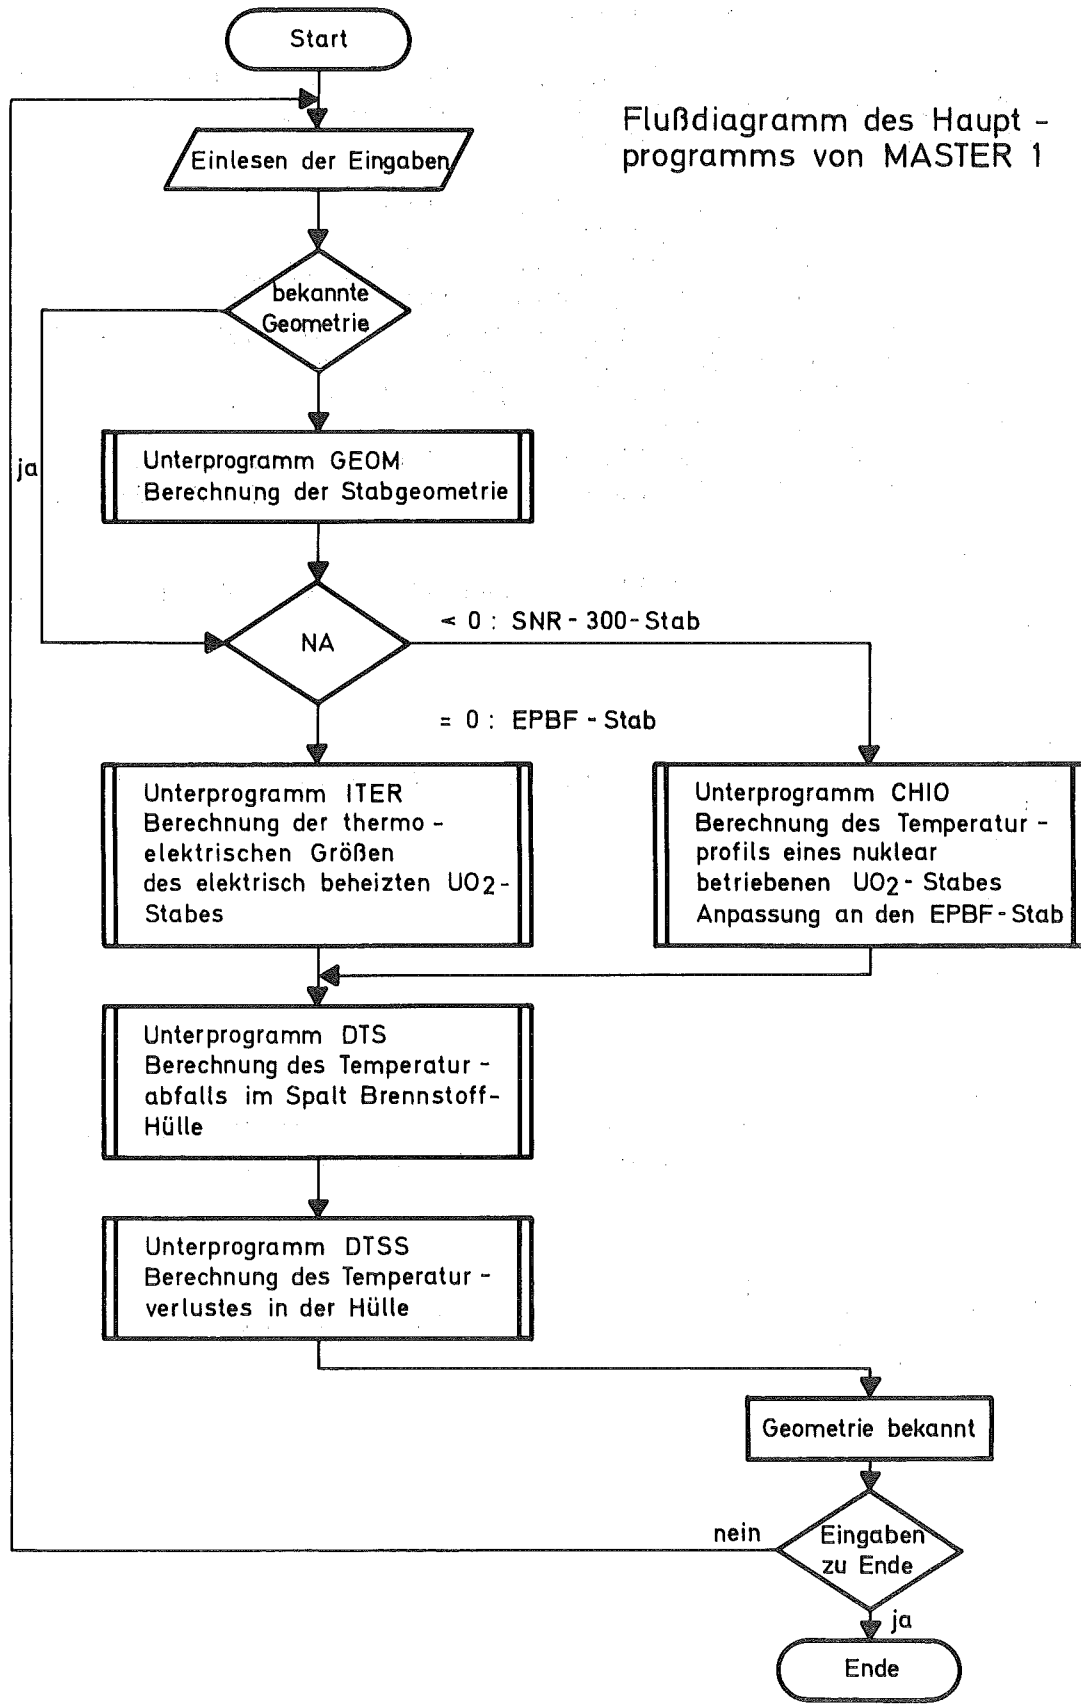 Start
Flußdiagramm des Haupt -
programms von MASTER 1
Einlesen der Eingaben
bekannte
Geometrie
ja
Unterprogramm GEOM
Berechnung der Stabgeometrie
NA
< 0 : SNR - 300 - Stab
= 0 : EPBF - Stab
Unterprogramm ITER
Berechnung der thermo -
elektrischen Größen
des elektrisch beheizten UO2 -
Stabes
Unterprogramm CHIO
Berechnung des Temperatur -
profils eines nuklear
betriebenen UO2 - Stabes
Anpassung an den EPBF - Stab
Unterprogramm DTS
Berechnung des Temperatur -
abfalls im Spalt Brennstoff -
Hülle
Unterprogramm DTSS
Berechnung des Temperatur -
verlustes in der Hülle
Geometrie bekannt
nein
Eingaben
zu Ende
ja
Ende